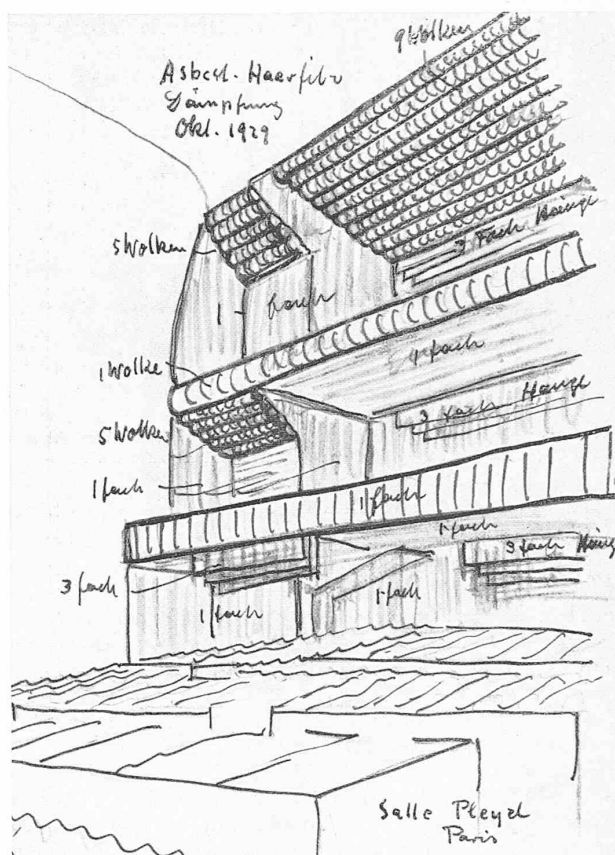 9 Wolken
Asbest-Haarfilz
Dämpfung
Okt. 1929
5 Wolken
3 fach Hänge
1 fach
1 Wolke
4 fach
3 fach Hänge
5 Wolken
1 fach
1 fach
1 fach
3 fach Hänge
3 fach
1 fach
1 fach
Salle Pleyel
Paris